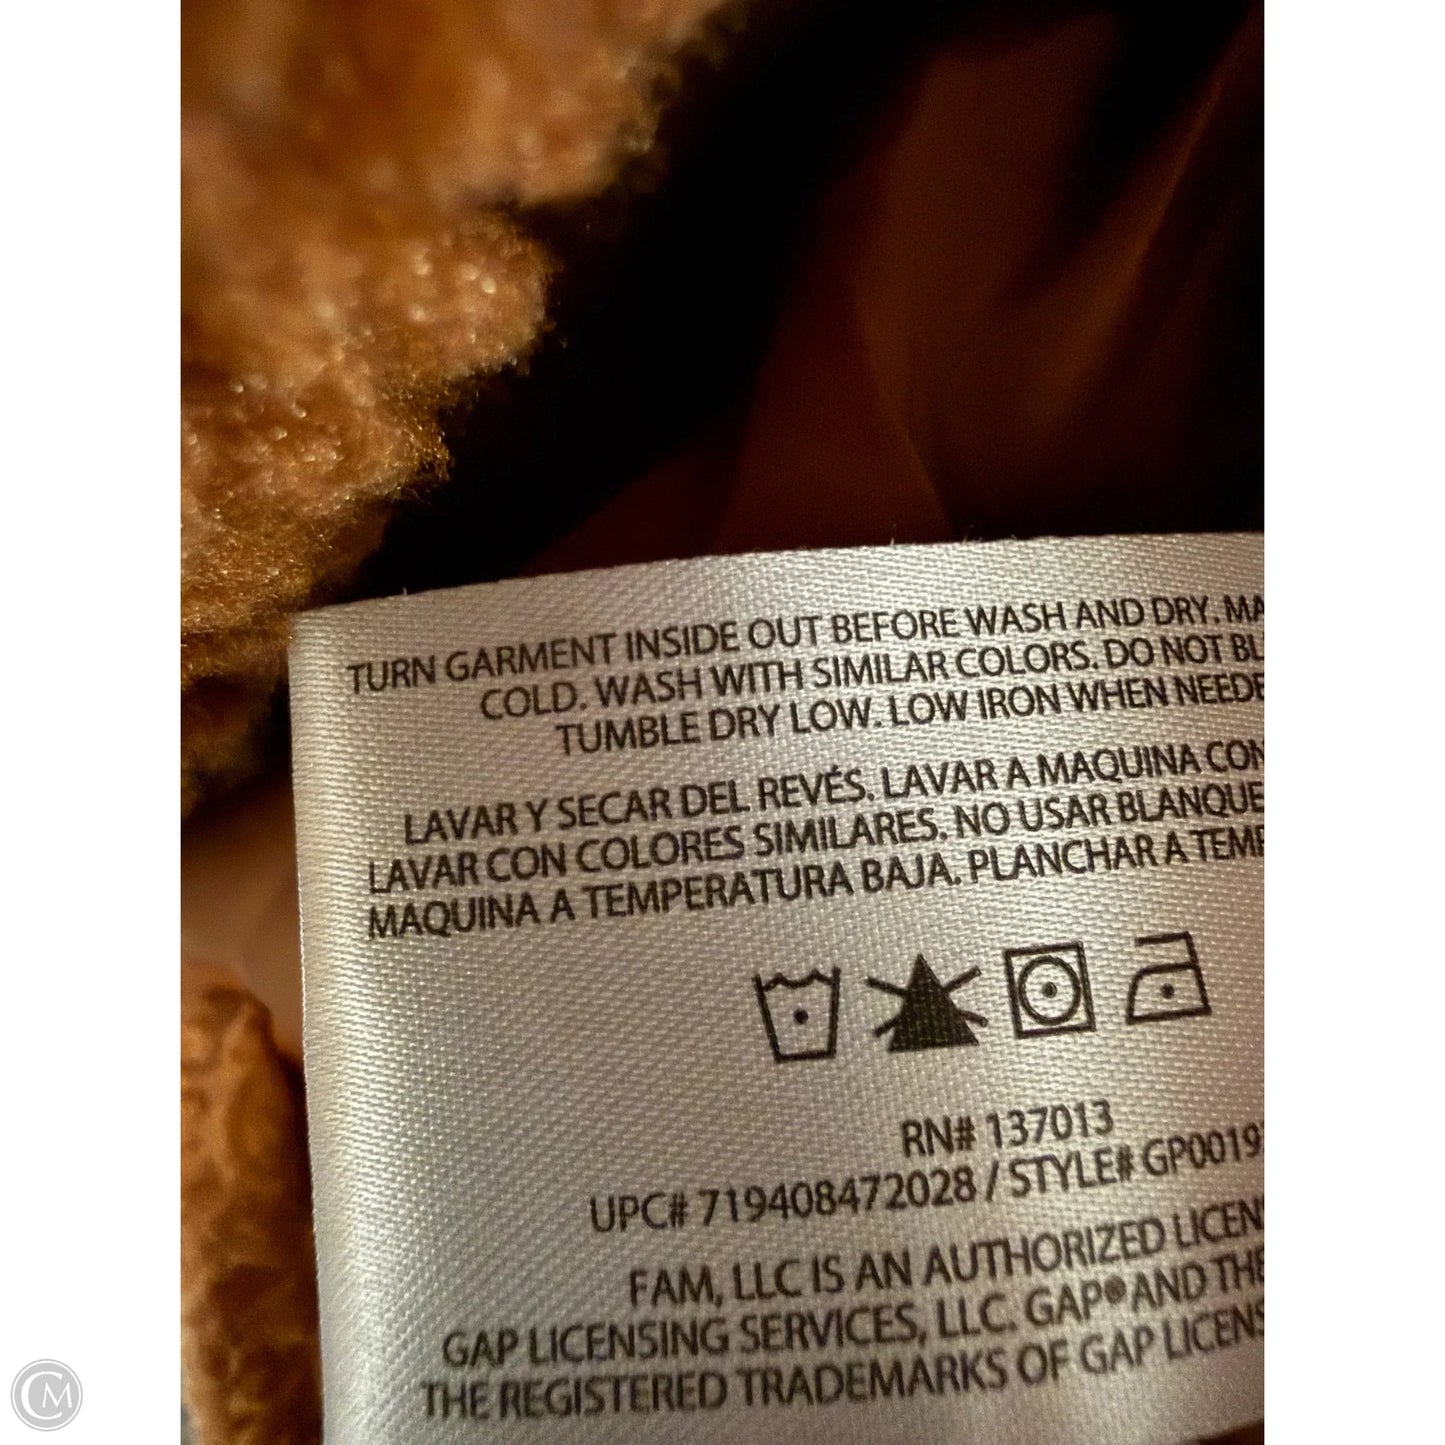 TURN GARMENT INSIDE OUT BEFORE WASH AND DRY.
COLD. WASH WITH SIMILAR COLORS. DO NOT
TUMBLE DRY LOW. LOW IRON WHEN
LAVAR Y SECAR DEL REVÉS. LAVAR A MAQUINA
LAVAR CON COLORES SIMILARES. NO USAR
MAQUINA A TEMPERATURA BAJA. PLANCHAR A
RN# 137013
UPC# 719408472028 / STYLE# GP0019
FAM, LLC IS AN AUTHORIZED
GAP LICENSING SERVICES, LLC. GAP® AND
THE REGISTERED TRADEMARKS OF GAP
CM